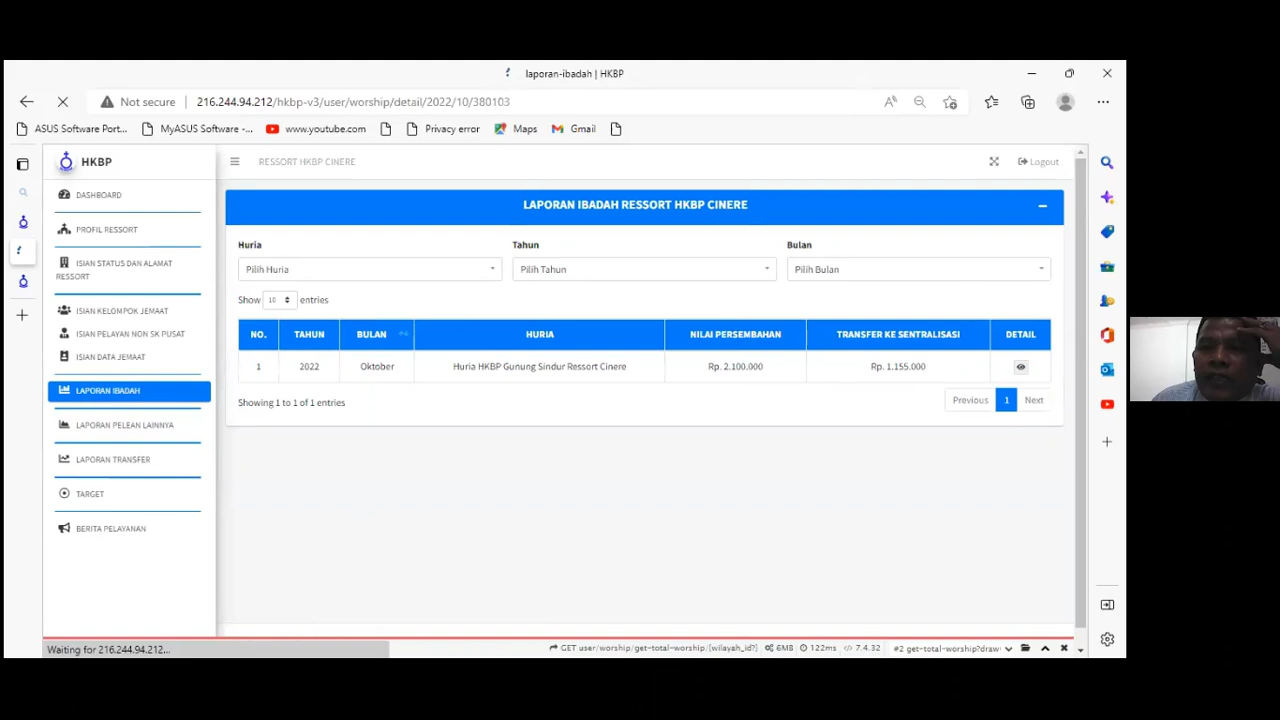 laporan-ibadah | HKBP
Not secure 216.244.94.212/hkbp-v3/user/worship/detail/2022/10/380103
ASUS Software Port... MyASUS Software -... www.youtube.com Privacy error Maps Gmail
HKBP
RESSORT HKBP CINERE
Logout
DASHBOARD
PROFIL RESSORT
ISIAN STATUS DAN ALAMAT
RESSORT
ISIAN KELOMPOK JEMAAT
ISIAN PELAYAN NON SK PUSAT
ISIAN DATA JEMAAT
LAPORAN IBADAH
LAPORAN PELEAN LAINNYA
LAPORAN TRANSFER
TARGET
BERITA PELAYANAN
LAPORAN IBADAH RESSORT HKBP CINERE
Huria Tahun Bulan
Pilih Huria Pilih Tahun Pilih Bulan
Show 10 entries
NO. TAHUN BULAN HURIA NILAI PERSEMBAHAN TRANSFER KE SENTRALISASI DETAIL
1 2022 Oktober Huria HKBP Gunung Sindur Ressort Cinere Rp. 2.100.000 Rp. 1.155.000
Showing 1 to 1 of 1 entries
Previous 1 Next
Waiting for 216.244.94.212...
GET user/worship/get-total-worship/[wilayah_id?] 6MB 122ms 7.4.32 #2 get-total-worship?draw